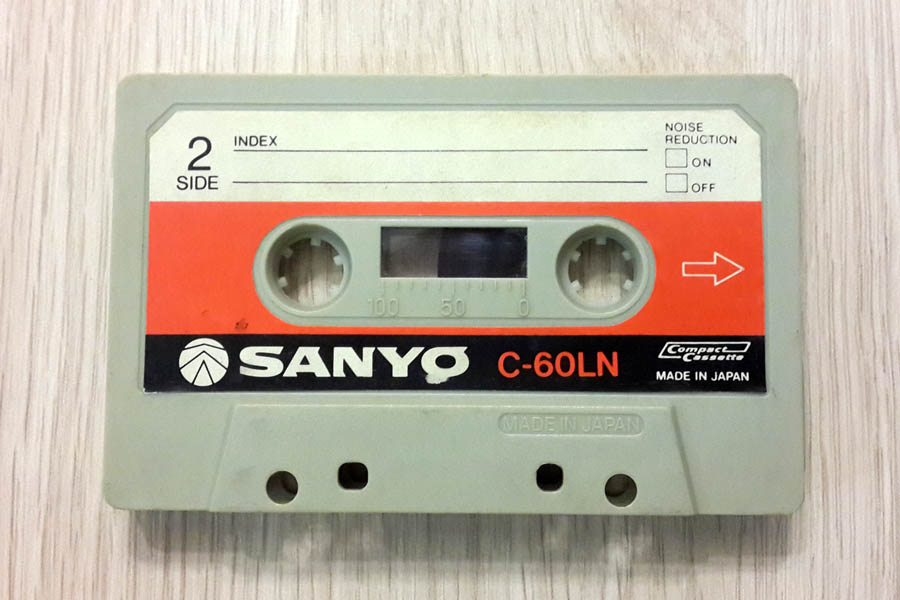 2
SIDE
INDEX
NOISE
REDUCTION
ON
OFF
100 50 0
SANYO
C-60LN
Compact
Cassette
MADE IN JAPAN
MADE IN JAPAN